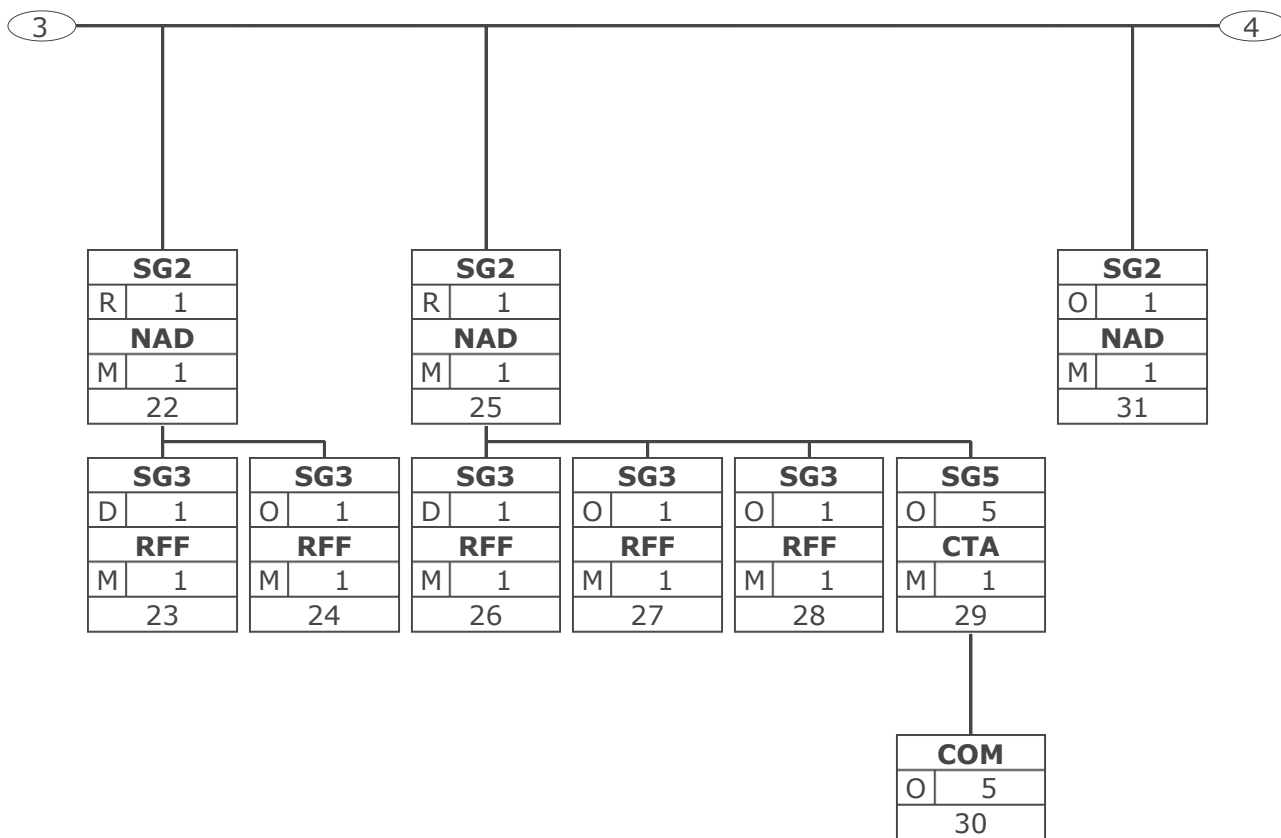 3
4
SG2
R 1
NAD
M 1
22
SG2
R 1
NAD
M 1
25
SG2
O 1
NAD
M 1
31
SG3
D 1
RFF
M 1
23
SG3
O 1
RFF
M 1
24
SG3
D 1
RFF
M 1
26
SG3
O 1
RFF
M 1
27
SG3
O 1
RFF
M 1
28
SG5
O 5
CTA
M 1
29
COM
O 5
30